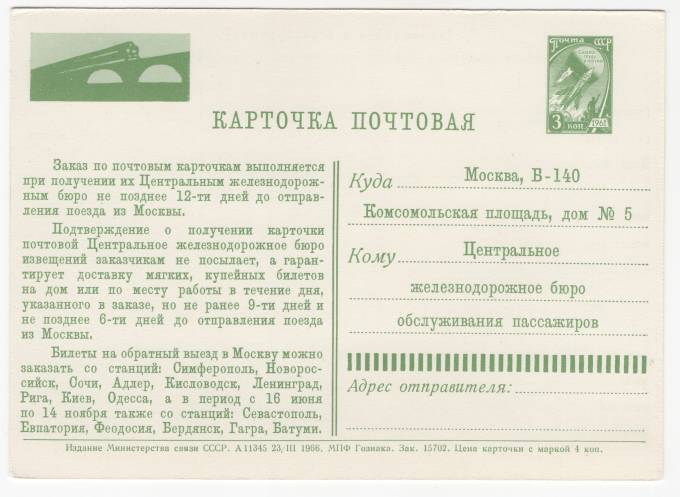 ПОЧТА СССР
3 коп.
1961
КАРТОЧКА ПОЧТОВАЯ
Заказ по почтовым карточкам выполняется
при получении их Центральным железнодорож-
ным бюро не позднее 12-ти дней до отправ-
ления поезда из Москвы.
Подтверждение о получении карточки
почтовой Центральное железнодорожное бюро
извещений заказчикам не посылает, а гаран-
тирует доставку мягких, купейных билетов
на дом или по месту работы в течение дня,
указанного в заказе, но не ранее 9-ти дней и
не позднее 6-ти дней до отправления поезда
из Москвы.
Билеты на обратный выезд в Москву можно
заказать со станций: Симферополь, Новорос-
сийск, Сочи, Адлер, Кисловодск, Ленинград,
Рига, Киев, Одесса, а в период с 16 июня
по 14 ноября также со станций: Севастополь,
Евпатория, Феодосия, Бердянск, Гагра, Батуми.
Куда Москва, Б-140
Комсомольская площадь, дом № 5
Кому Центральное
железнодорожное бюро
обслуживания пассажиров
Адрес отправителя:
Издание Министерства связи СССР. А 11345 23/III 1966. МПФ Гознака. Зак. 15702. Цена карточки с маркой 4 коп.